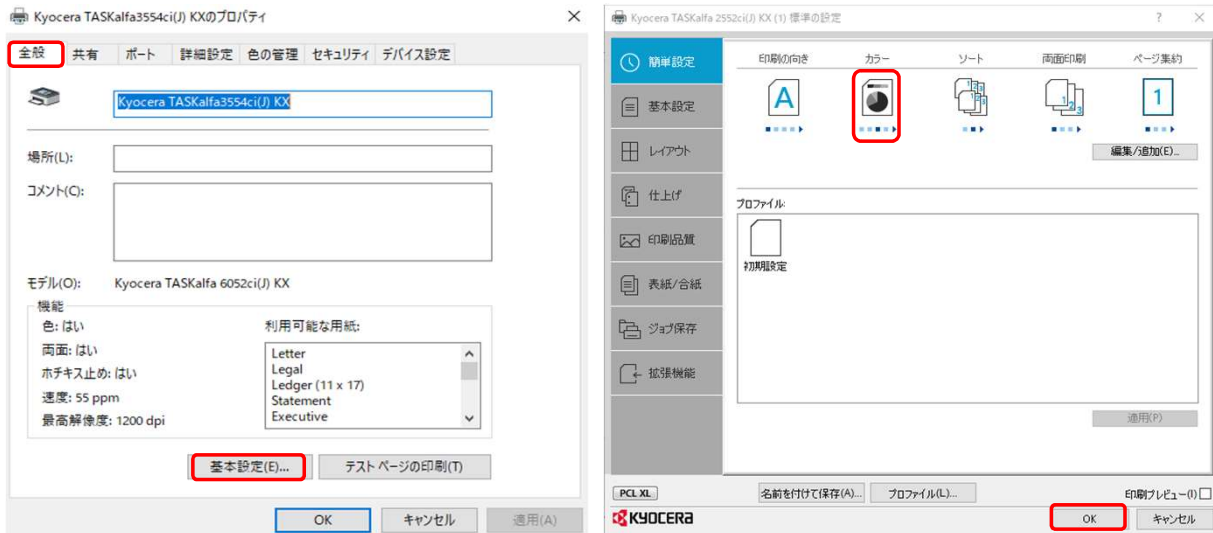 Kyocera TASKalfa3554ci(J) KXのプロパティ
全般 共有 ポート 詳細設定 色の管理 セキュリティ デバイス設定
Kyocera TASKalfa3554ci(J) KX
場所(L):
コメント(C):
モデル(O): Kyocera TASKalfa 6052ci(J) KX
機能
色: はい
両面: はい
ホチキス止め: はい
速度: 55 ppm
最高解像度: 1200 dpi
利用可能な用紙:
Letter
Legal
Ledger (11 x 17)
Statement
Executive
基本設定(E)... テスト ページの印刷(T)
OK キャンセル 適用(A)
Kyocera TASKalfa 2552ci(J) KX (1) 標準の設定
簡単設定
基本設定
レイアウト
仕上げ
印刷品質
表紙/合紙
ジョブ保存
拡張機能
印刷の向き カラー ソート 両面印刷 ページ集約
A 1 2 3 1 2 3 1
編集/追加(E)...
プロファイル:
初期設定
適用(P)
PCL XL 名前を付けて保存(A)... プロファイル(L)... 印刷プレビュー(I)
KYOCERA OK キャンセル